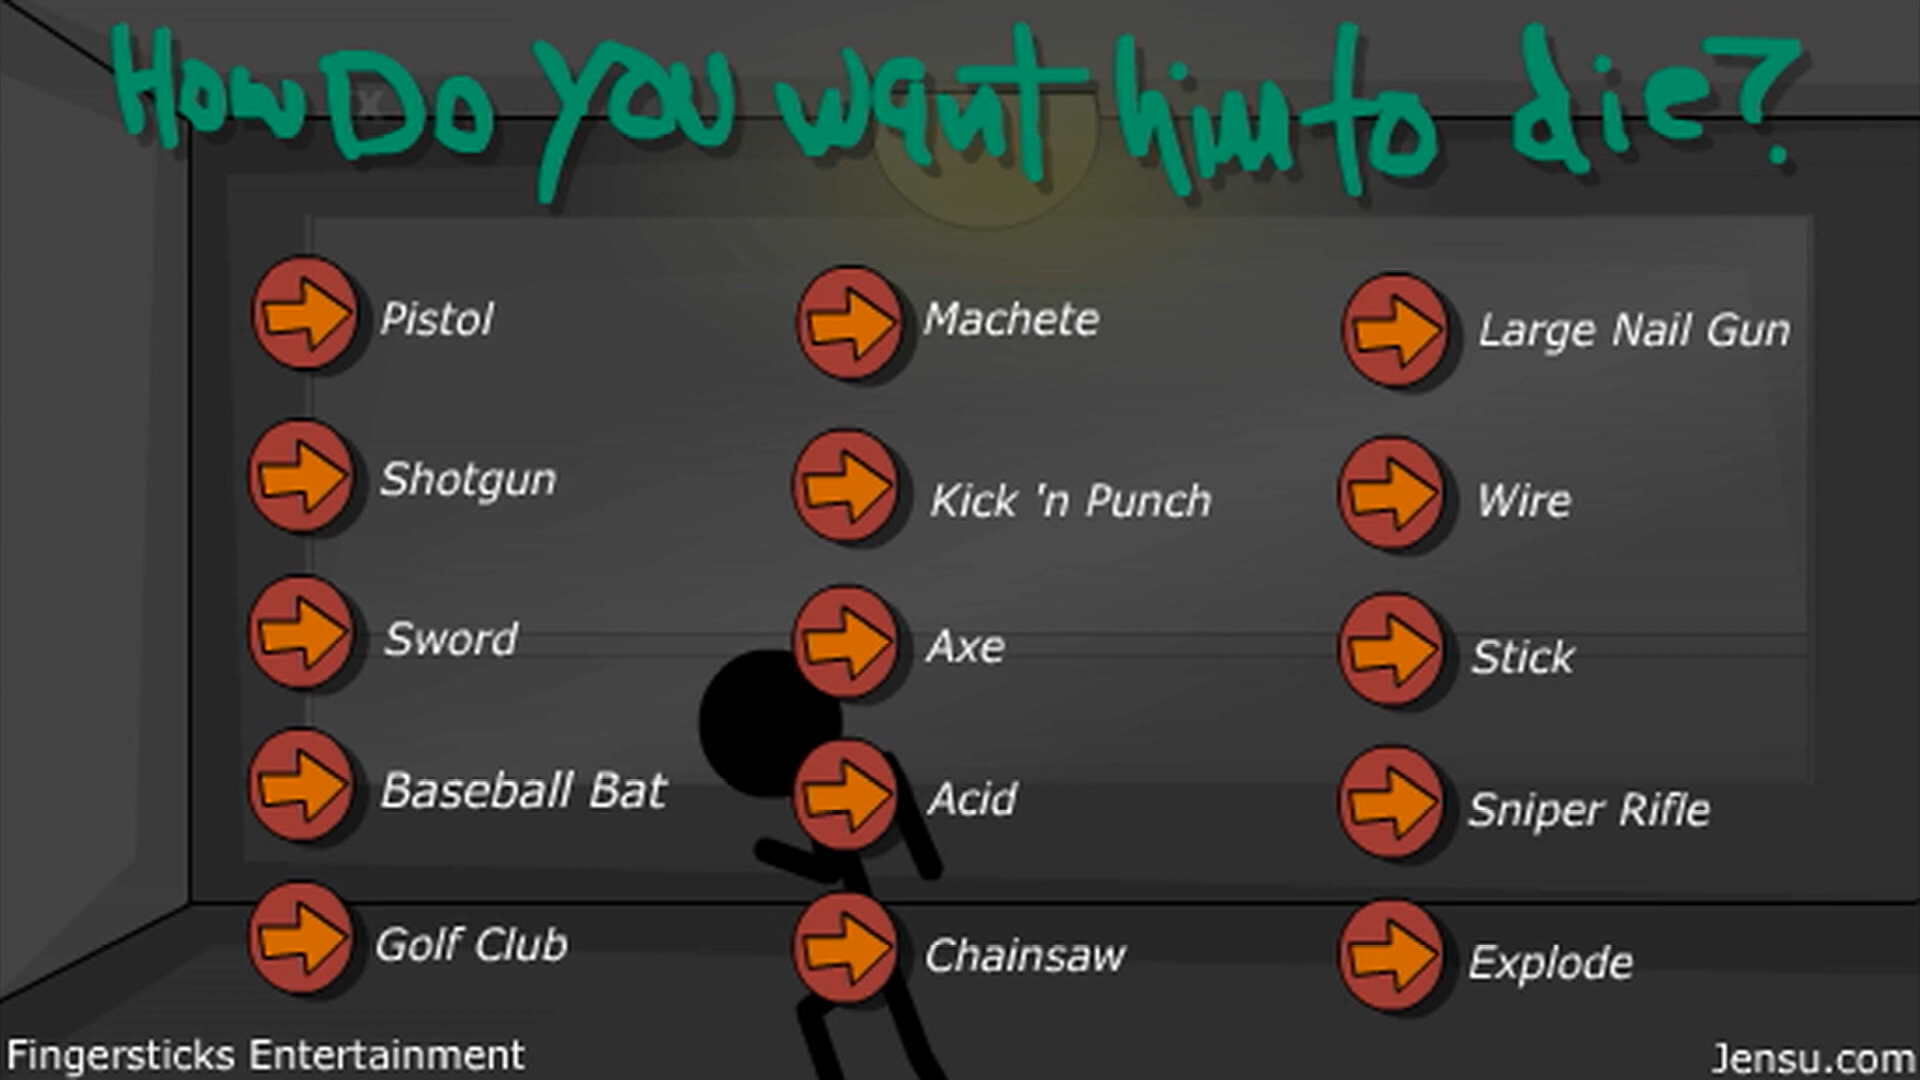 How Do you want him to die?
Pistol
Machete
Large Nail Gun
Shotgun
Kick 'n Punch
Wire
Sword
Axe
Stick
Baseball Bat
Acid
Sniper Rifle
Golf Club
Chainsaw
Explode
Fingersticks Entertainment
Jensu.com